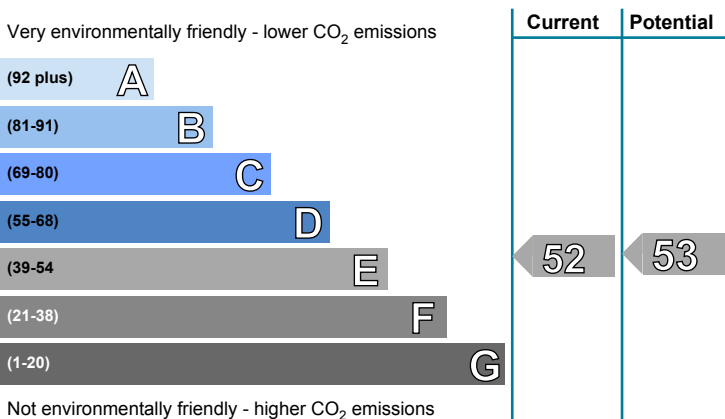 Current Potential
Very environmentally friendly - lower CO2 emissions
(92 plus) A
(81-91) B
(69-80) C
(55-68) D
(39-54 E
52 53
(21-38) F
(1-20) G
Not environmentally friendly - higher CO2 emissions